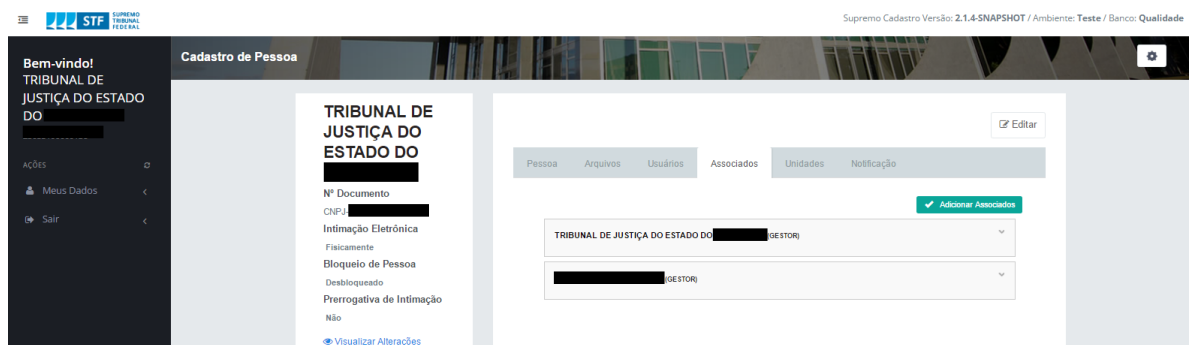 STF SUPREMO TRIBUNAL FEDERAL
Supremo Cadastro Versão: 2.1.4-SNAPSHOT / Ambiente: Teste / Banco: Qualidade
Bem-vindo!
TRIBUNAL DE
JUSTIÇA DO ESTADO
DO
AÇÕES
Meus Dados
Sair
Cadastro de Pessoa
TRIBUNAL DE
JUSTIÇA DO
ESTADO DO
Nº Documento
CNPJ-
Intimação Eletrônica
Fisicamente
Bloqueio de Pessoa
Desbloqueado
Prerrogativa de Intimação
Não
Visualizar Alterações
Editar
Pessoa Arquivos Usuários Associados Unidades Notificação
Adicionar Associados
TRIBUNAL DE JUSTIÇA DO ESTADO DO (GESTOR)
(GESTOR)